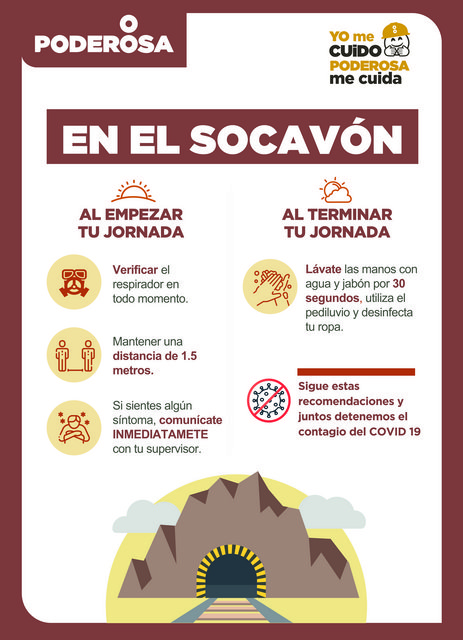 PODEROSA
YO me
CUiDO
PODEROSA
me cuida
EN EL SOCAVÓN
AL EMPEZAR
TU JORNADA
Verificar el
respirador en
todo momento.
Mantener una
distancia de 1.5
metros.
Si sientes algún
síntoma, comunícate
INMEDIATAMETE
con tu supervisor.
AL TERMINAR
TU JORNADA
Lávate las manos con
agua y jabón por 30
segundos, utiliza el
pediluvio y desinfecta
tu ropa.
Sigue estas
recomendaciones y
juntos detenemos el
contagio del COVID 19